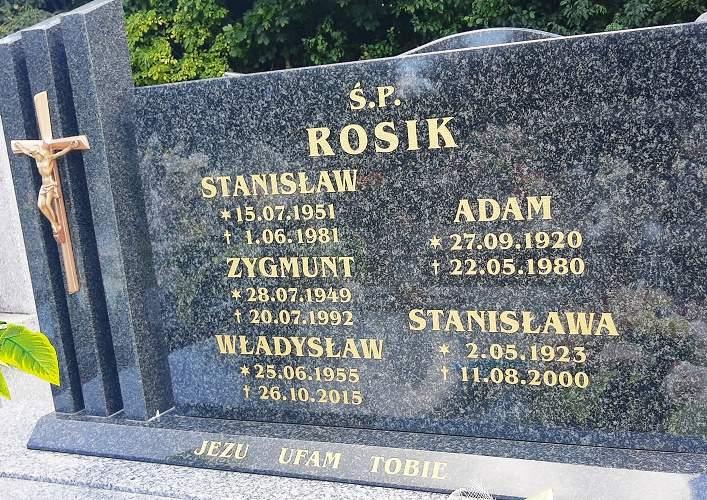 Ś.P.
ROSIK
STANISŁAW
* 15.07.1951
† 1.06.1981
ZYGMUNT
* 28.07.1949
† 20.07.1992
WŁADYSŁAW
* 25.06.1955
† 26.10.2015
ADAM
* 27.09.1920
† 22.05.1980
STANISŁAWA
* 2.05.1923
† 11.08.2000
JEZU UFAM TOBIE